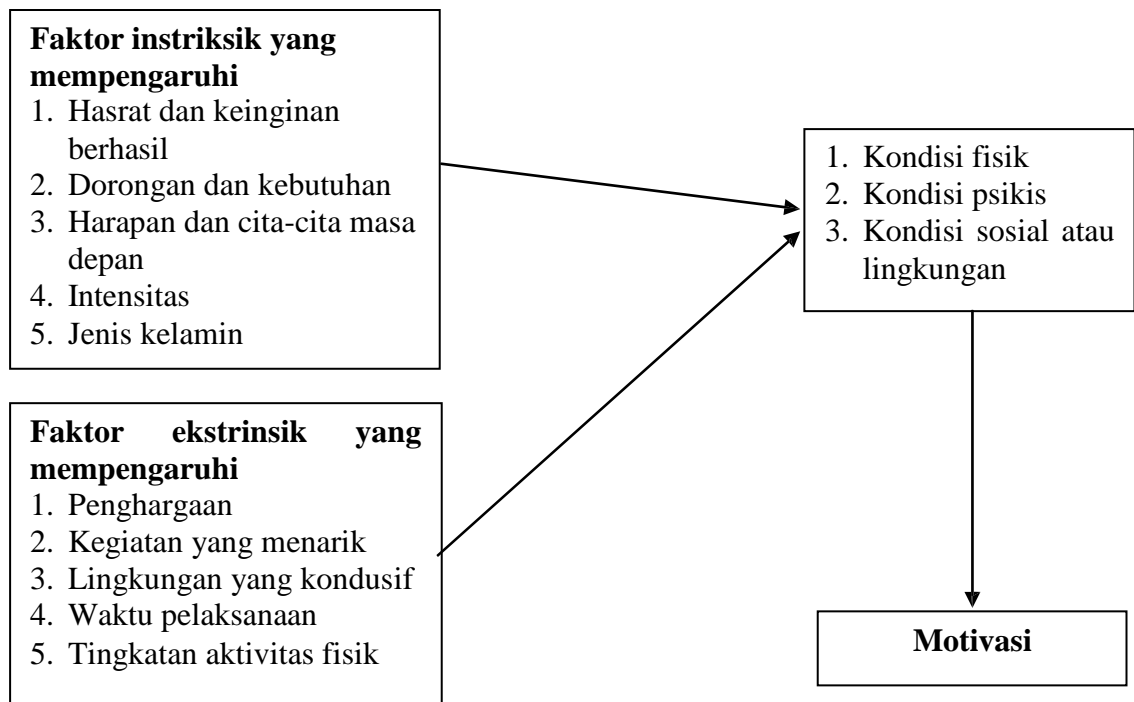 Faktor instriksik yang
mempengaruhi
1. Hasrat dan keinginan
berhasil
2. Dorongan dan kebutuhan
3. Harapan dan cita-cita masa
depan
4. Intensitas
5. Jenis kelamin
Faktor ekstrinsik yang
mempengaruhi
1. Penghargaan
2. Kegiatan yang menarik
3. Lingkungan yang kondusif
4. Waktu pelaksanaan
5. Tingkatan aktivitas fisik
1. Kondisi fisik
2. Kondisi psikis
3. Kondisi sosial atau
lingkungan
Motivasi